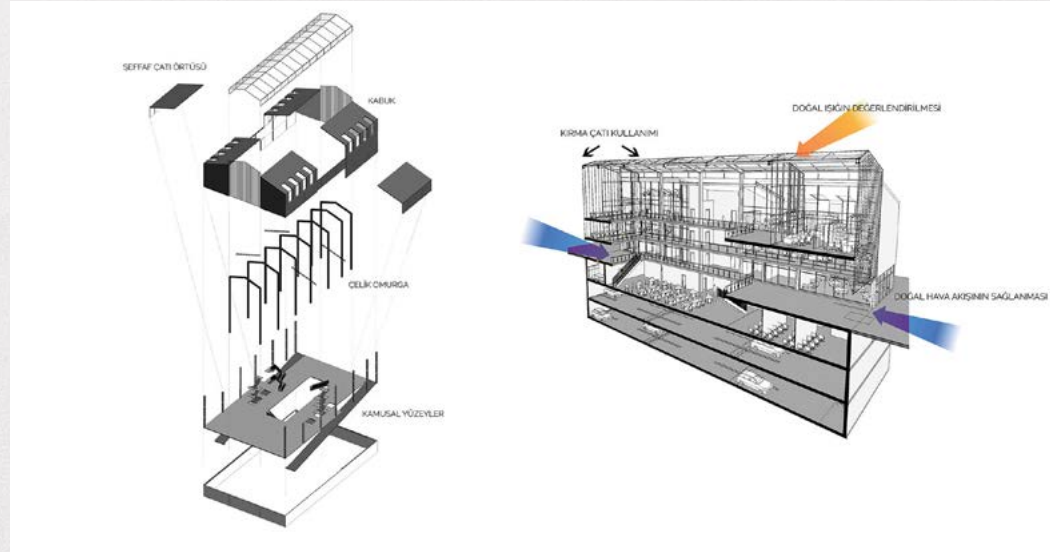 ŞEFFAF ÇATI ÖRTÜSÜ
KABUK
ÇELİK OMURGA
KAMUSAL YÜZEYLER
DOĞAL IŞIĞIN DEĞERLENDİRİLMESİ
KIRMA ÇATI KULLANIMI
DOĞAL HAVA AKIŞININ SAĞLANMASI